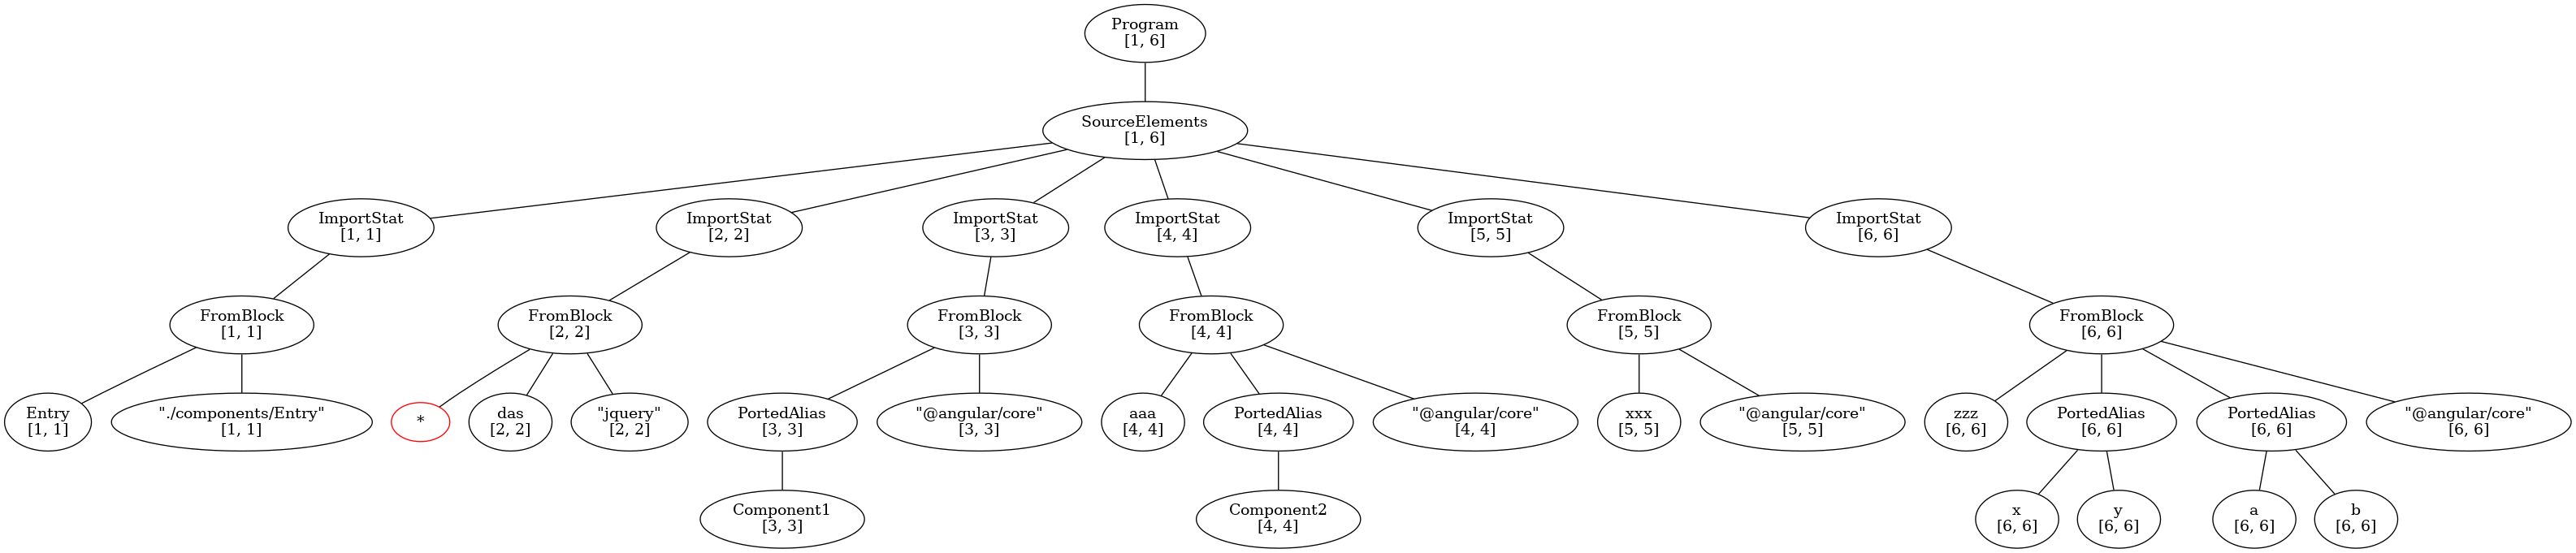 Program
[1, 6]
SourceElements
[1, 6]
ImportStat
[1, 1]
ImportStat
[2, 2]
ImportStat
[3, 3]
ImportStat
[4, 4]
ImportStat
[5, 5]
ImportStat
[6, 6]
FromBlock
[1, 1]
FromBlock
[2, 2]
FromBlock
[3, 3]
FromBlock
[4, 4]
FromBlock
[5, 5]
FromBlock
[6, 6]
Entry
[1, 1]
"./components/Entry"
[1, 1]
*
das
[2, 2]
"jquery"
[2, 2]
PortedAlias
[3, 3]
"@angular/core"
[3, 3]
aaa
[4, 4]
PortedAlias
[4, 4]
"@angular/core"
[4, 4]
xxx
[5, 5]
"@angular/core"
[5, 5]
zzz
[6, 6]
PortedAlias
[6, 6]
PortedAlias
[6, 6]
"@angular/core"
[6, 6]
Component1
[3, 3]
Component2
[4, 4]
x
[6, 6]
y
[6, 6]
a
[6, 6]
b
[6, 6]